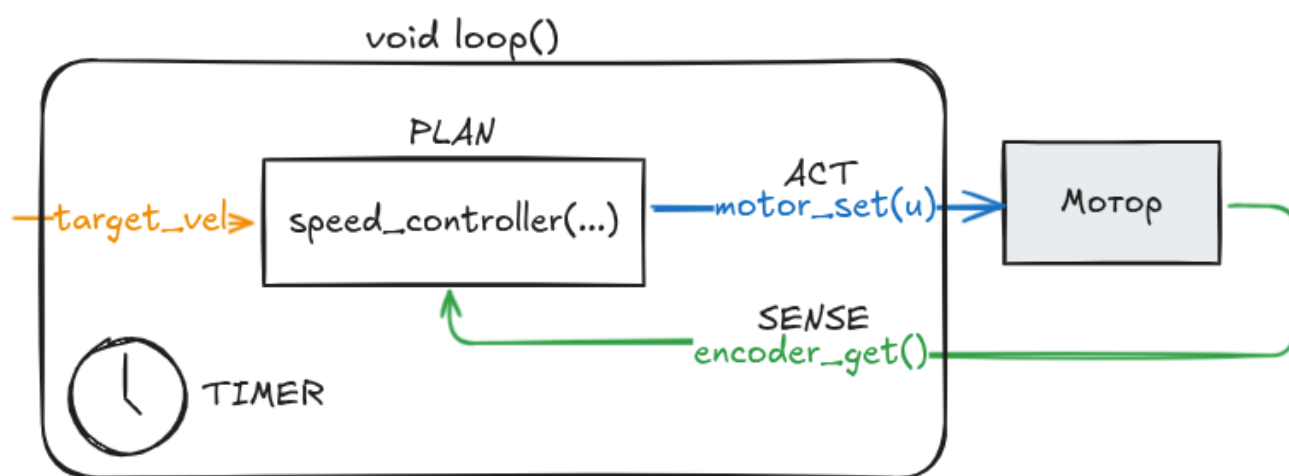 void loop()
PLAN
target_vel
speed_controller(...)
ACT
motor_set(u)
Мотор
SENSE
encoder_get()
TIMER